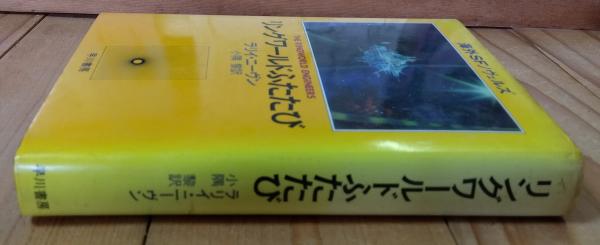 海外SFノヴェルズ
THE RINGWORLD ENGINEERS
リングワールドふたたび
ラリイ・ニーヴン
小隅 黎訳
早川書房
リングワールドふたたび
ラリイ・ニーヴン
小隅 黎訳
早川書房